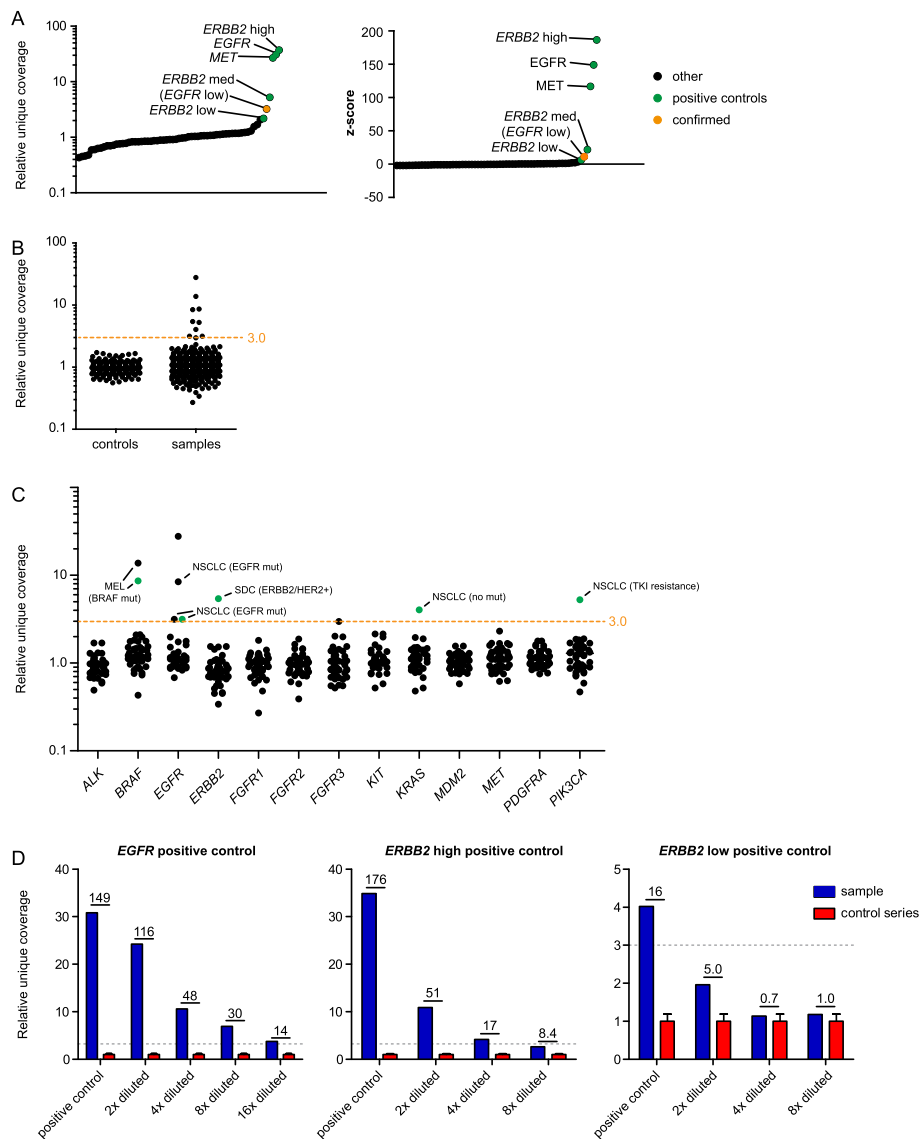 A
Relative unique coverage
100
10
1
0.1
ERBB2 high
EGFR
MET
ERBB2 med
(EGFR low)
ERBB2 low
z-score
200
150
100
50
0
-50
ERBB2 high
EGFR
MET
ERBB2 med
(EGFR low)
ERBB2 low
other
positive controls
confirmed
B
Relative unique coverage
100
10
1
0.1
3.0
controls
samples
C
Relative unique coverage
10
1.0
0.1
MEL
(BRAF mut)
NSCLC (EGFR mut)
NSCLC (EGFR mut)
SDC (ERBB2/HER2+)
NSCLC (no mut)
NSCLC (TKI resistance)
3.0
ALK
BRAF
EGFR
ERBB2
FGFR1
FGFR2
FGFR3
KIT
KRAS
MDM2
MET
PDGFRA
PIK3CA
D
Relative unique coverage
EGFR positive control
40
30
20
10
0
149
116
48
30
14
positive control
2x diluted
4x diluted
8x diluted
16x diluted
ERBB2 high positive control
40
30
20
10
0
176
51
17
8.4
positive control
2x diluted
4x diluted
8x diluted
ERBB2 low positive control
5
4
3
2
1
0
16
5.0
0.7
1.0
sample
control series
positive control
2x diluted
4x diluted
8x diluted